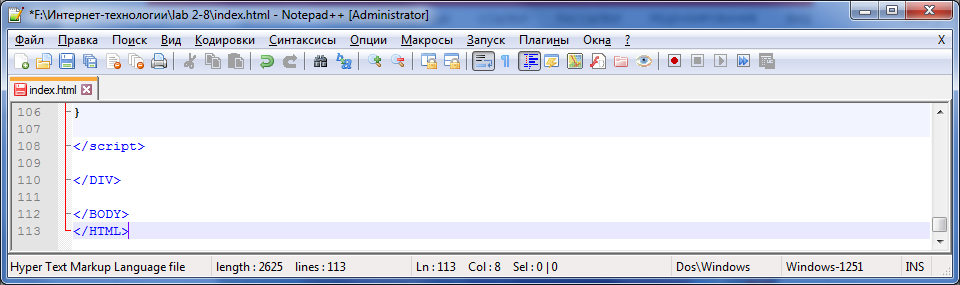 *F:\Интернет-технологии\lab 2-8\index.html - Notepad++ [Administrator]
Файл Правка Поиск Вид Кодировки Синтаксисы Опции Макросы Запуск Плагины Окна ? X
index.html
106 }
107
108 </script>
109
110 </DIV>
111
112 </BODY>
113 </HTML>
Hyper Text Markup Language file length : 2625 lines : 113 Ln : 113 Col : 8 Sel : 0 | 0 Dos\Windows Windows-1251 INS